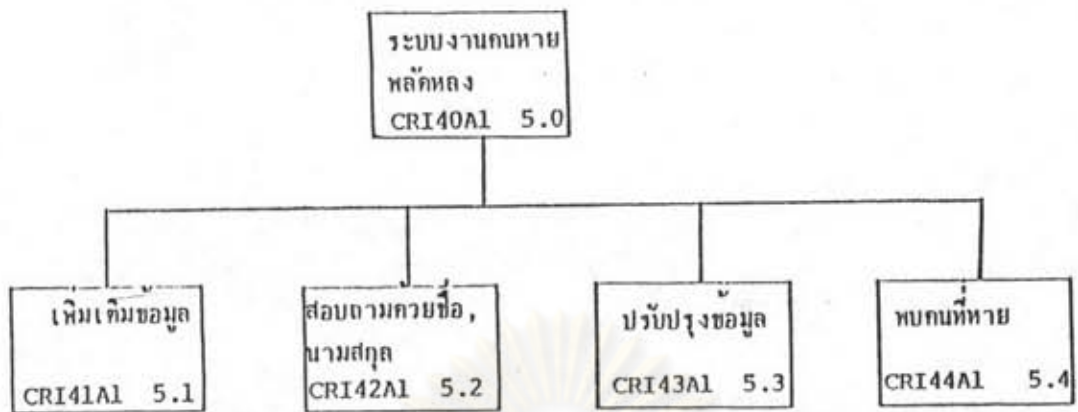 ระบบงานคนหาย
พลัดหลง
CRI40A1 5.0
เพิ่มเติมข้อมูล
CRI41A1 5.1
สอบถามด้วยชื่อ,
นามสกุล
CRI42A1 5.2
ปรับปรุงข้อมูล
CRI43A1 5.3
พบคนที่หาย
CRI44A1 5.4